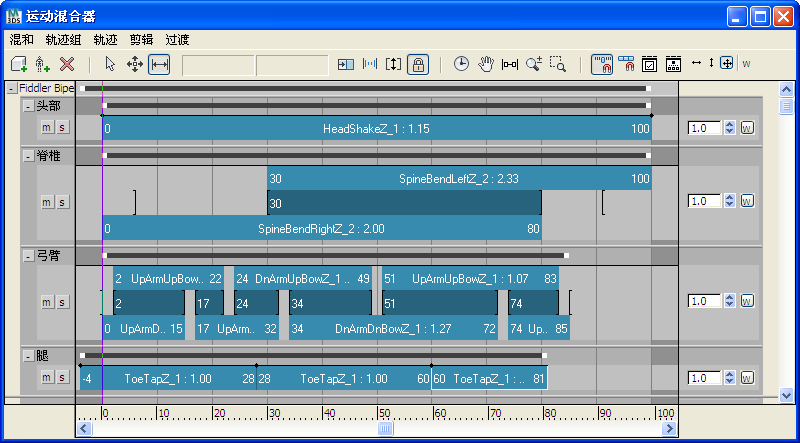 3DS 运动混合器
混和 轨迹组 轨迹 剪辑 过渡
w
Fiddler Bipe
头部
m s 0 HeadShakeZ_1 : 1.15 100 1.0 w
脊椎
30 SpineBendLeftZ_2 : 2.33 100
m s 30 1.0 w
0 SpineBendRightZ_2 : 2.00 80
弓臂
2 UpArmUpBow.. 22 24 DnArmUpBowZ_1 .. 49 51 UpArmUpBowZ_1 : 1.07 83
m s 2 17 24 34 51 74 1.0 w
0 UpArmD.. 15 17 UpArm.. 32 34 DnArmDnBowZ_1 : 1.27 72 74 Up.. 85
腿
m s -4 ToeTapZ_1 : 1.00 28 28 ToeTapZ_1 : 1.00 60 60 ToeTapZ_1 : .. 81 1.0 w
0 10 20 30 40 50 60 70 80 90 100